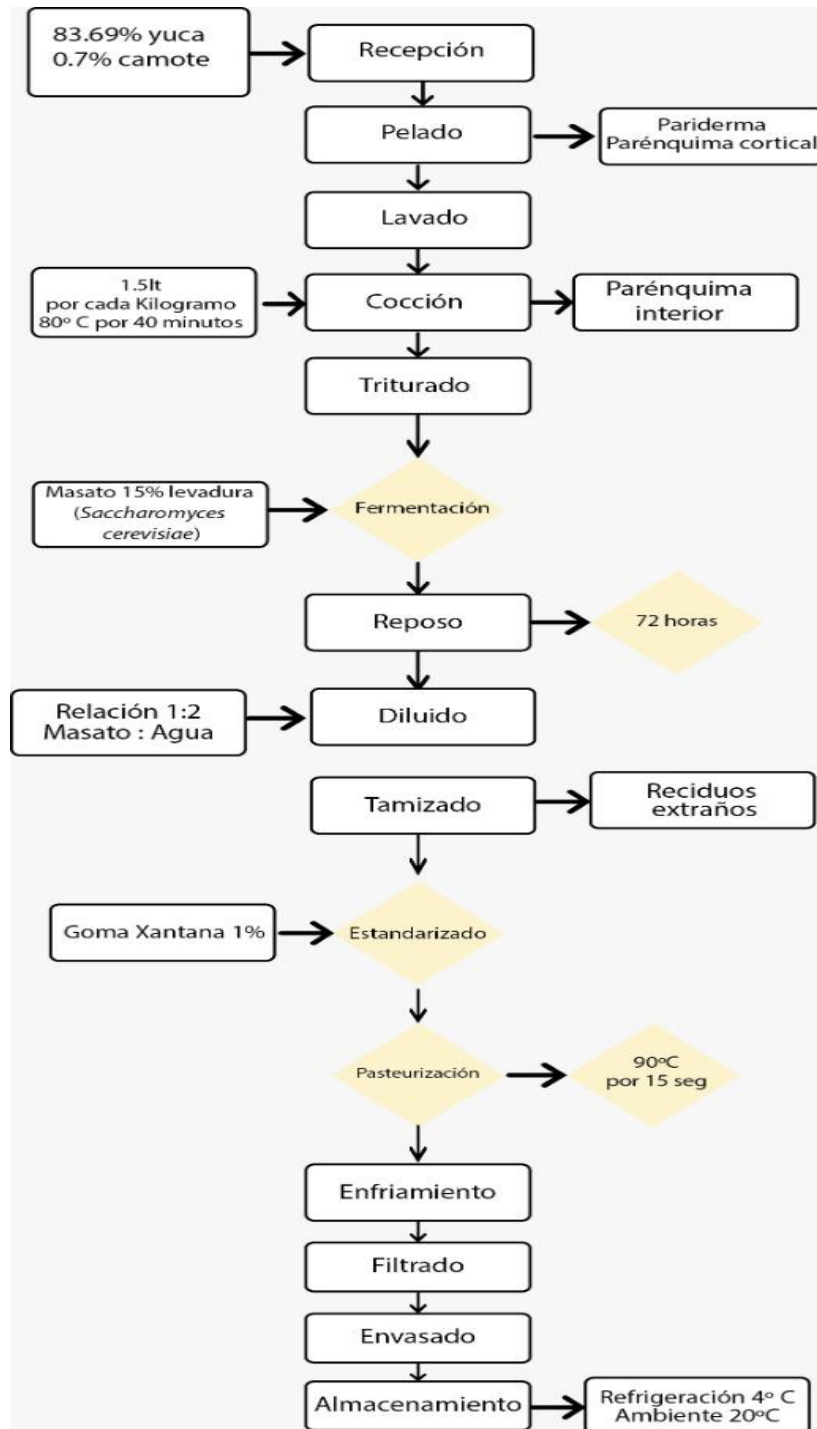 83.69% yuca
0.7% camote
Recepción
Pelado
Pariderma
Parénquima cortical
Lavado
1.5lt
por cada Kilogramo
80º C por 40 minutos
Cocción
Parénquima
interior
Triturado
Masato 15% levadura
(Saccharomyces
cerevisiae)
Fermentación
Reposo
72 horas
Relación 1:2
Masato : Agua
Diluido
Tamizado
Reciduos
extraños
Goma Xantana 1%
Estandarizado
Pasteurización
90ºC
por 15 seg
Enfriamiento
Filtrado
Envasado
Almacenamiento
Refrigeración 4º C
Ambiente 20ºC